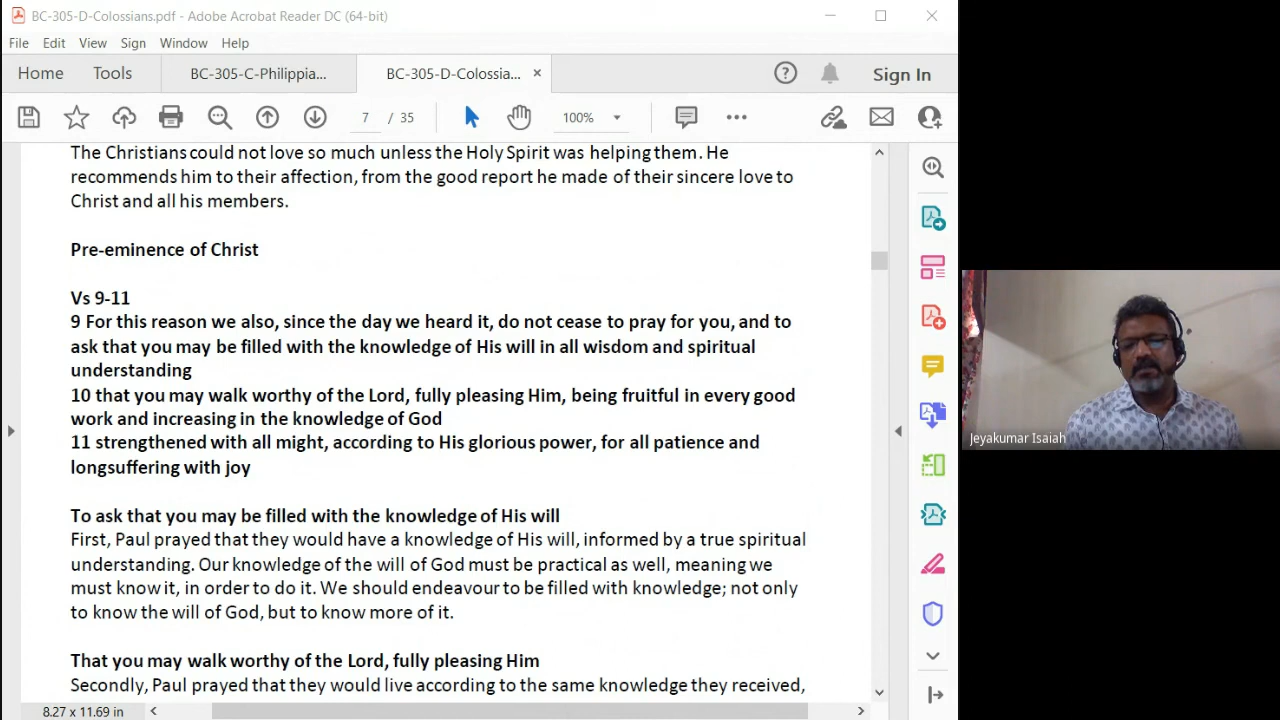 BC-305-D-Colossians.pdf - Adobe Acrobat Reader DC (64-bit)
File Edit View Sign Window Help
Home Tools BC-305-C-Philippia... BC-305-D-Colossia... × Sign In
7 / 35 100%
The Christians could not love so much unless the Holy Spirit was helping them. He
recommends him to their affection, from the good report he made of their sincere love to
Christ and all his members.
Pre-eminence of Christ
Vs 9-11
9 For this reason we also, since the day we heard it, do not cease to pray for you, and to
ask that you may be filled with the knowledge of His will in all wisdom and spiritual
understanding
10 that you may walk worthy of the Lord, fully pleasing Him, being fruitful in every good
work and increasing in the knowledge of God
11 strengthened with all might, according to His glorious power, for all patience and
longsuffering with joy
To ask that you may be filled with the knowledge of His will
First, Paul prayed that they would have a knowledge of His will, informed by a true spiritual
understanding. Our knowledge of the will of God must be practical as well, meaning we
must know it, in order to do it. We should endeavour to be filled with knowledge; not only
to know the will of God, but to know more of it.
That you may walk worthy of the Lord, fully pleasing Him
Secondly, Paul prayed that they would live according to the same knowledge they received,
8.27 x 11.69 in
Jeyakumar Isaiah